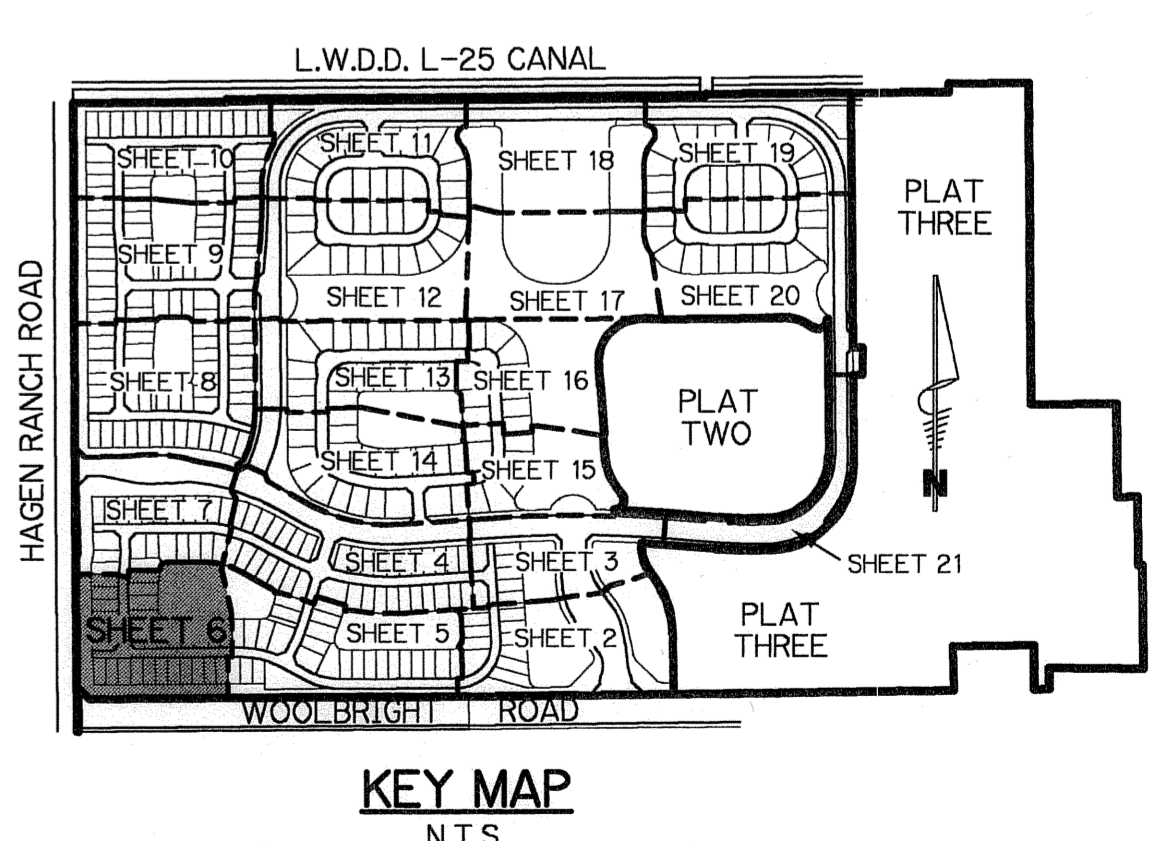 L.W.D.D. L-25 CANAL
HAGEN RANCH ROAD
SHEET 10
SHEET 11
SHEET 18
SHEET 19
PLAT
THREE
SHEET 9
SHEET 12
SHEET 17
SHEET 20
SHEET 8
SHEET 13
SHEET 16
PLAT
TWO
SHEET 14
SHEET 15
N
SHEET 7
SHEET 4
SHEET 3
SHEET 21
SHEET 6
SHEET 5
SHEET 2
PLAT
THREE
WOOLBRIGHT ROAD
KEY MAP
N.T.S.